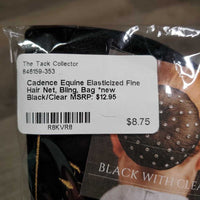 The Tack Collector
848159-353
Cadence Equine Elasticized Fine
Hair Net, Bling, Bag *new
Black/Clear MSRP: $12.95
R8KVR8
$8.75
BLACK WITH CLEA